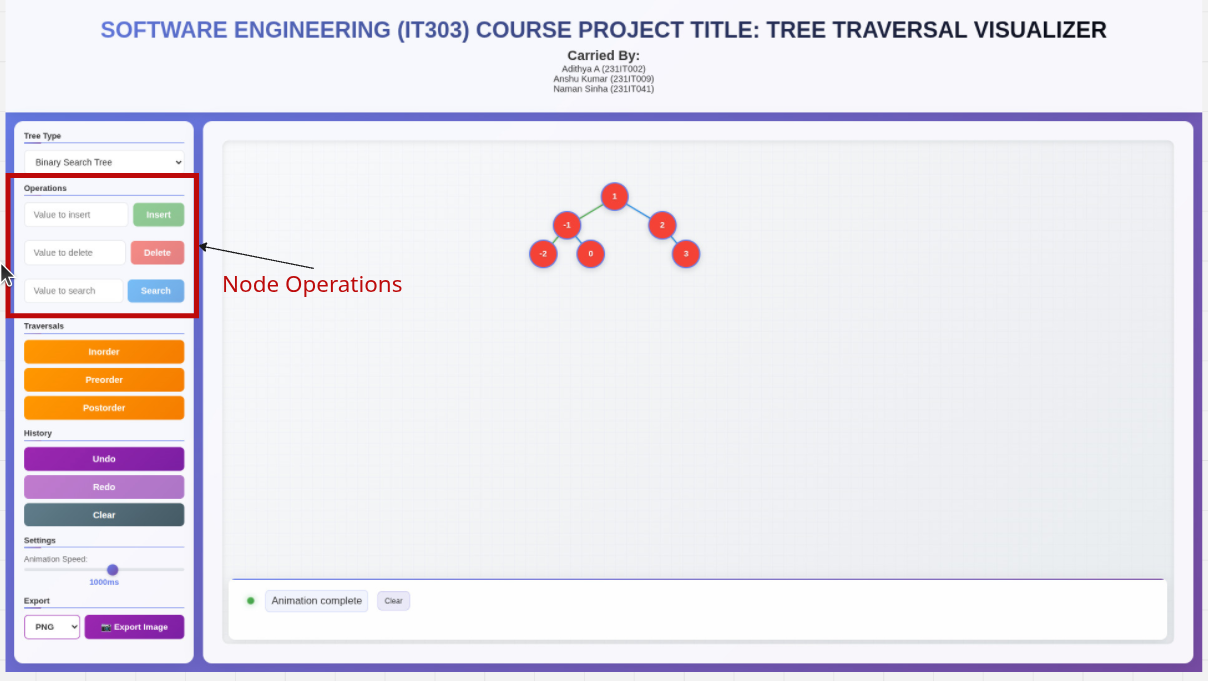 SOFTWARE ENGINEERING (IT303) COURSE PROJECT TITLE: TREE TRAVERSAL VISUALIZER
Carried By:
Adithya A (231IT002)
Anshu Kumar (231IT009)
Naman Sinha (231IT041)
Tree Type
Binary Search Tree
Operations
Value to insert Insert
Value to delete Delete
Value to search Search
Node Operations
Traversals
Inorder
Preorder
Postorder
History
Undo
Redo
Clear
Settings
Animation Speed:
1000ms
Export
PNG Export Image
1
-1 2
-2 0 3
Animation complete Clear